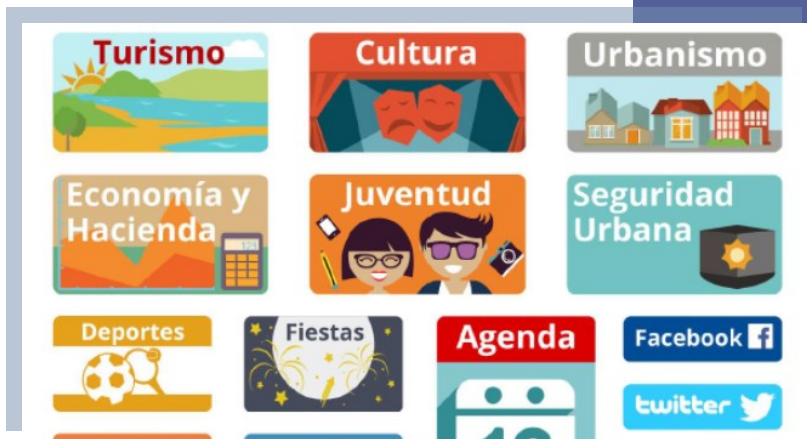 Turismo
Cultura
Urbanismo
Economía y
Hacienda
Juventud
Seguridad
Urbana
Deportes
Fiestas
Agenda
Facebook f
twitter